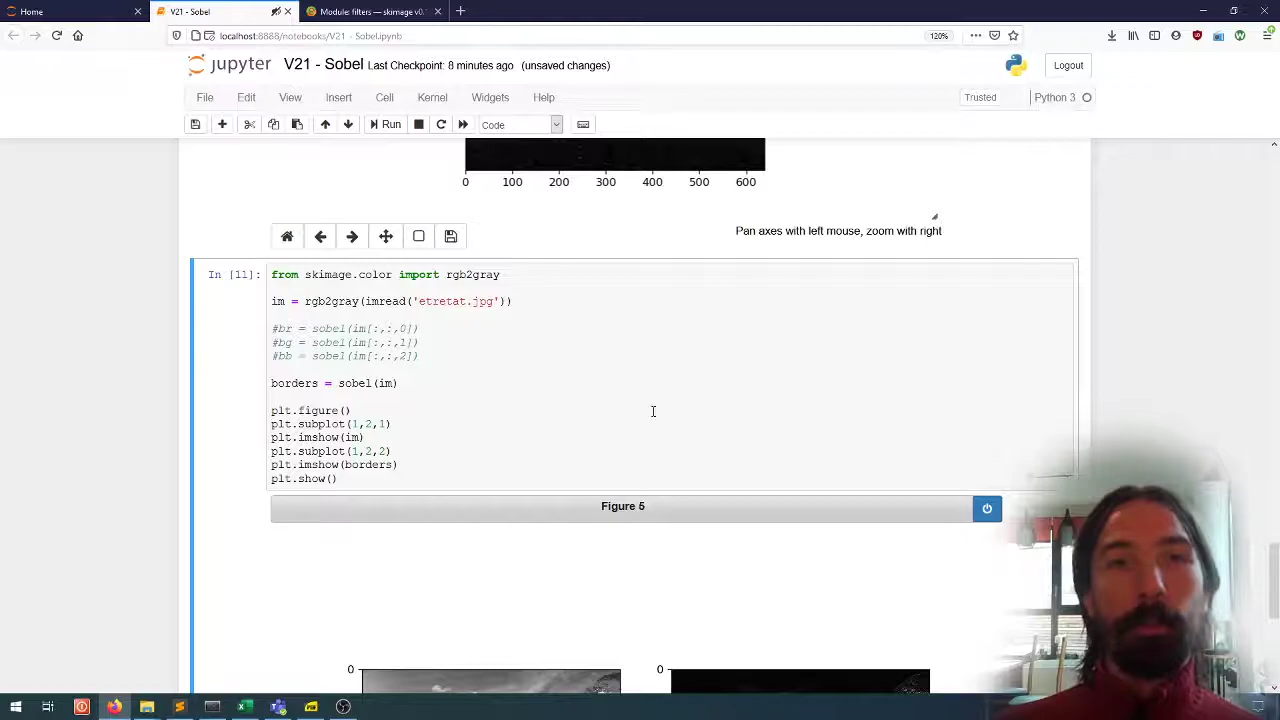 Home
V21 - Sobel
Module: filters — skimage v0.
localhost:8888/notebooks/V21 - Sobel.ipynb
120%
jupyter V21 - Sobel Last Checkpoint: 8 minutes ago (unsaved changes)
Logout
File Edit View Insert Cell Kernel Widgets Help
Trusted Python 3
Run Code
0 100 200 300 400 500 600
Pan axes with left mouse, zoom with right
In [11]: from skimage.color import rgb2gray
im = rgb2gray(imread('etretat.jpg'))
#br = sobel(im[:,:,0])
#bg = sobel(im[:,:,1])
#bb = sobel(im[:,:,2])
borders = sobel(im)
plt.figure()
plt.subplot(1,2,1)
plt.imshow(im)
plt.subplot(1,2,2)
plt.imshow(borders)
plt.show()
Figure 5
0 0